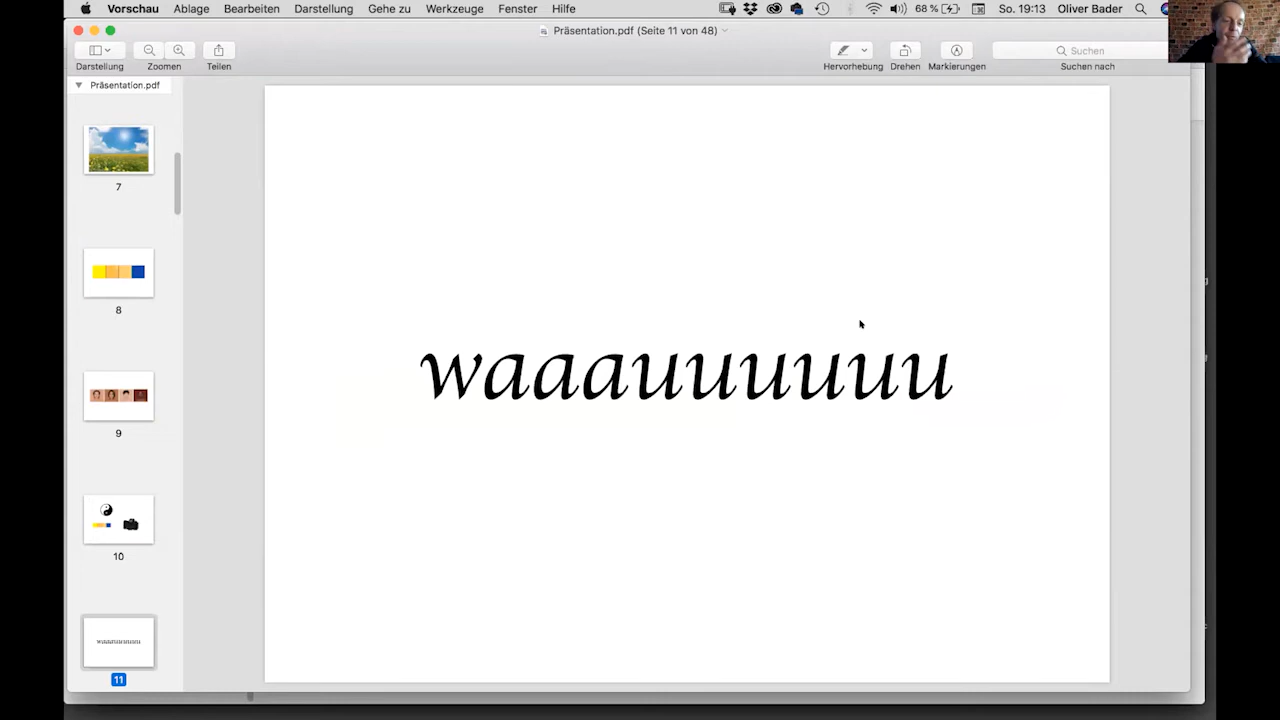 Vorschau Ablage Bearbeiten Darstellung Gehe zu Werkzeuge Fenster Hilfe 68 % So. 19:13 Oliver Bader
Präsentation.pdf (Seite 11 von 48)
Darstellung Zoomen Teilen Hervorhebung Drehen Markierungen Suchen nach
Suchen
Präsentation.pdf
7
8
9
10
waaauuuuuu
11
waaauuuuuu